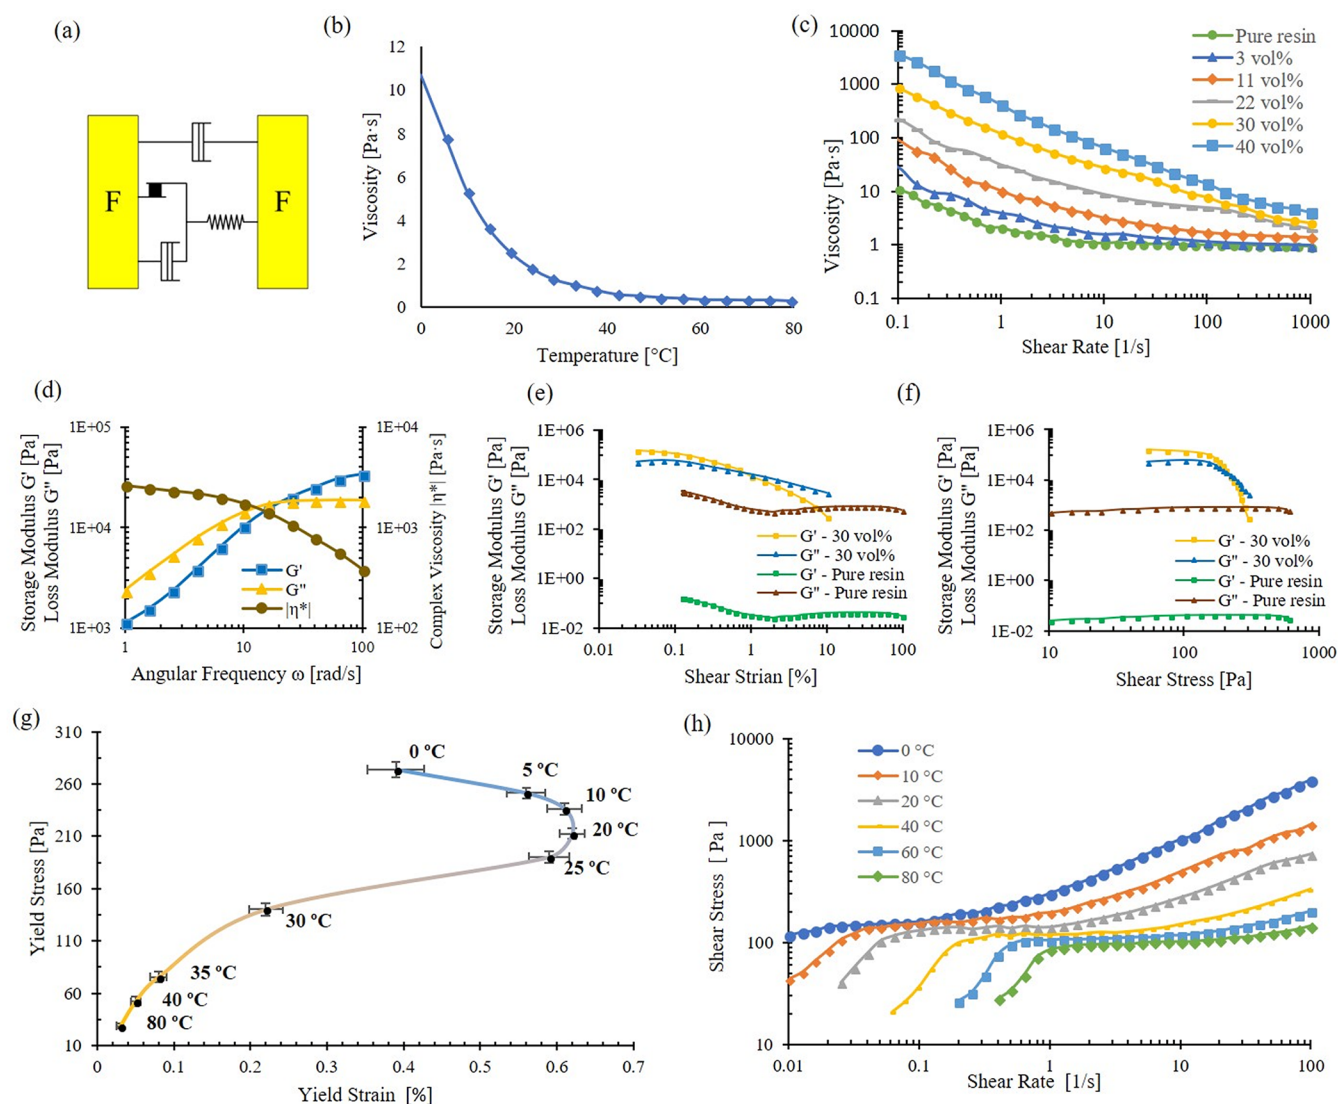 (a)
F
F
(b)
Viscosity [Pa·s]
12
10
8
6
4
2
0
0
20
40
60
80
Temperature [°C]
(c)
Viscosity [Pa·s]
10000
1000
100
10
1
0.1
0.1
1
10
100
1000
Shear Rate [1/s]
Pure resin
3 vol%
11 vol%
22 vol%
30 vol%
40 vol%
(d)
Storage Modulus G' [Pa]
Loss Modulus G'' [Pa]
1E+05
1E+04
1E+03
1
10
100
Angular Frequency ω [rad/s]
1E+04
1E+03
1E+02
Complex Viscosity |η*| [Pa·s]
G'
G''
|η*|
(e)
Storage Modulus G' [Pa]
Loss Modulus G'' [Pa]
1E+06
1E+04
1E+02
1E+00
1E-02
0.01
0.1
1
10
100
Shear Strian [%]
G' - 30 vol%
G'' - 30 vol%
G' - Pure resin
G'' - Pure resin
(f)
Storage Modulus G' [Pa]
Loss Modulus G'' [Pa]
1E+06
1E+04
1E+02
1E+00
1E-02
10
100
1000
Shear Stress [Pa]
G' - 30 vol%
G'' - 30 vol%
G' - Pure resin
G'' - Pure resin
(g)
Yield Stress [Pa]
310
260
210
160
110
60
10
0
0.1
0.2
0.3
0.4
0.5
0.6
0.7
Yield Strain [%]
0 ºC
5 ºC
10 ºC
20 ºC
25 ºC
30 ºC
35 ºC
40 ºC
80 ºC
(h)
Shear Stress [ Pa ]
10000
1000
100
10
0.01
0.1
1
10
100
Shear Rate [1/s]
0 °C
10 °C
20 °C
40 °C
60 °C
80 °C